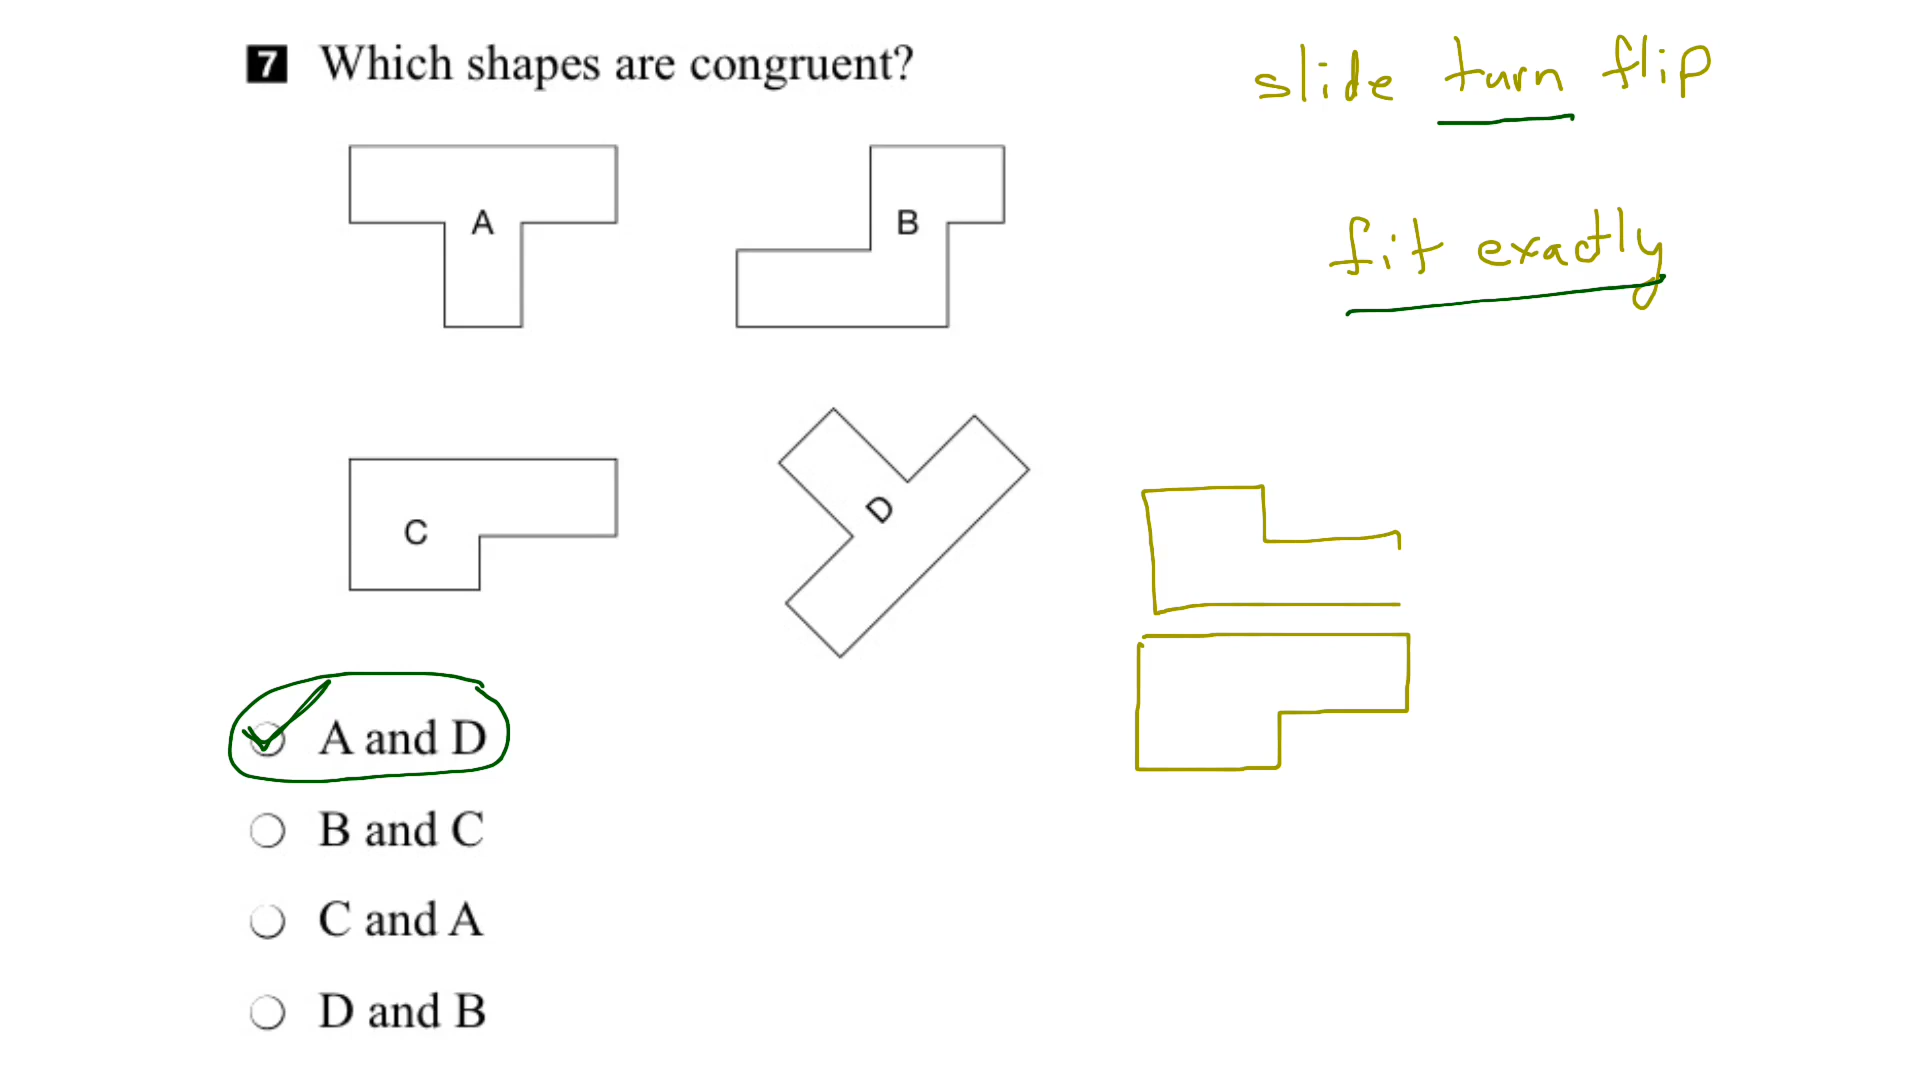 7 Which shapes are congruent?
slide turn flip
A
B
fit exactly
C
D
A and D
B and C
C and A
D and B